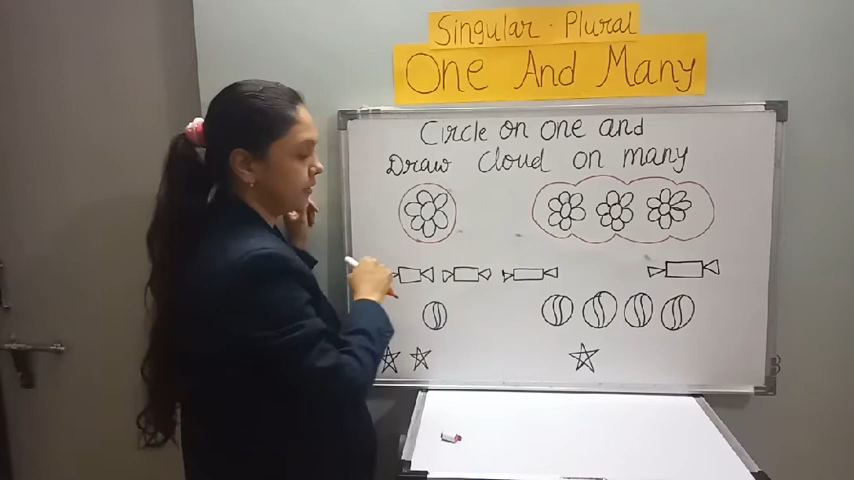 Singular - Plural
One And Many
Circle on one and
Draw cloud on many